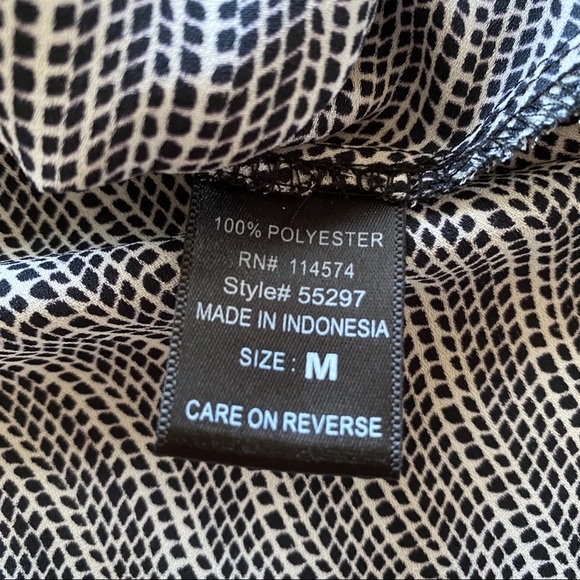 100% POLYESTER
RN# 114574
Style# 55297
MADE IN INDONESIA
SIZE : M
CARE ON REVERSE